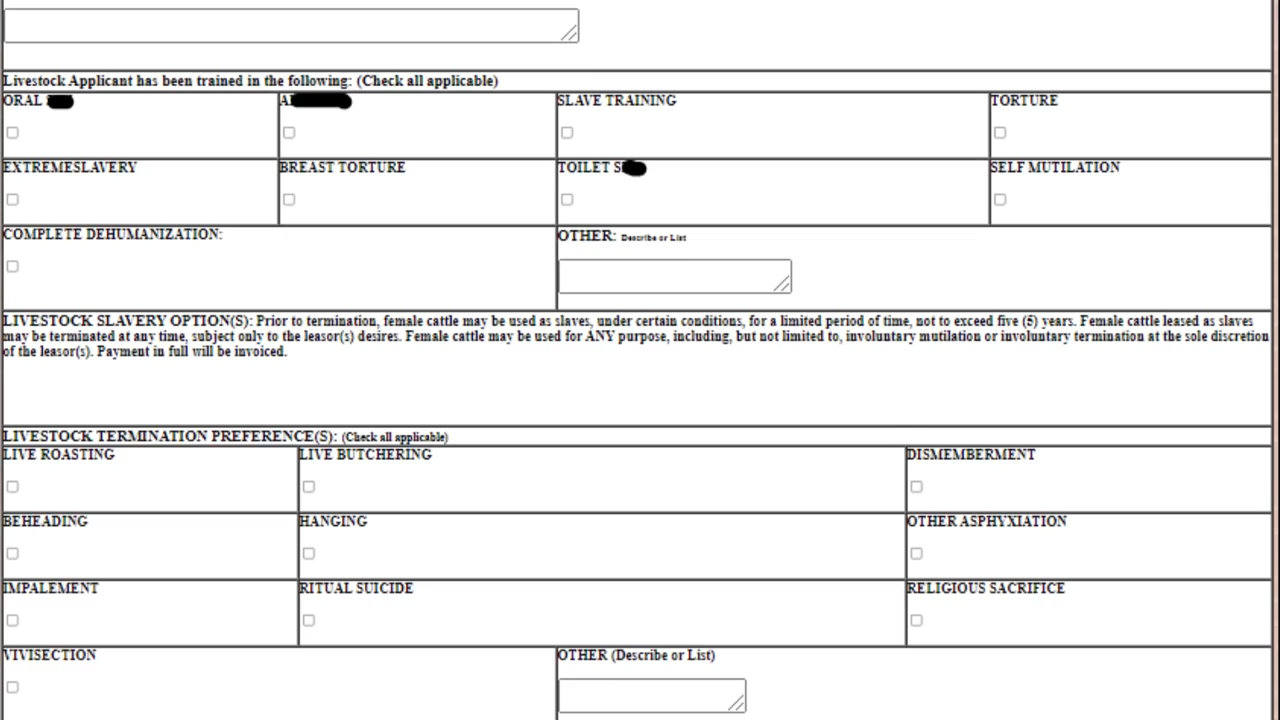 Livestock Applicant has been trained in the following: (Check all applicable)
ORAL
SLAVE TRAINING
TORTURE
EXTREMESLAVERY
BREAST TORTURE
TOILET
SELF MUTILATION
COMPLETE DEHUMANIZATION:
OTHER: Describe or List
LIVESTOCK SLAVERY OPTION(S): Prior to termination, female cattle may be used as slaves, under certain conditions, for a limited period of time, not to exceed five (5) years. Female cattle leased as slaves
may be terminated at any time, subject only to the leasor(s) desires. Female cattle may be used for ANY purpose, including, but not limited to, involuntary mutilation or involuntary termination at the sole discretion
of the leasor(s). Payment in full will be invoiced.
LIVESTOCK TERMINATION PREFERENCE(S): (Check all applicable)
LIVE ROASTING
LIVE BUTCHERING
DISMEMBERMENT
BEHEADING
HANGING
OTHER ASPHYXIATION
IMPALEMENT
RITUAL SUICIDE
RELIGIOUS SACRIFICE
VIVISECTION
OTHER (Describe or List)